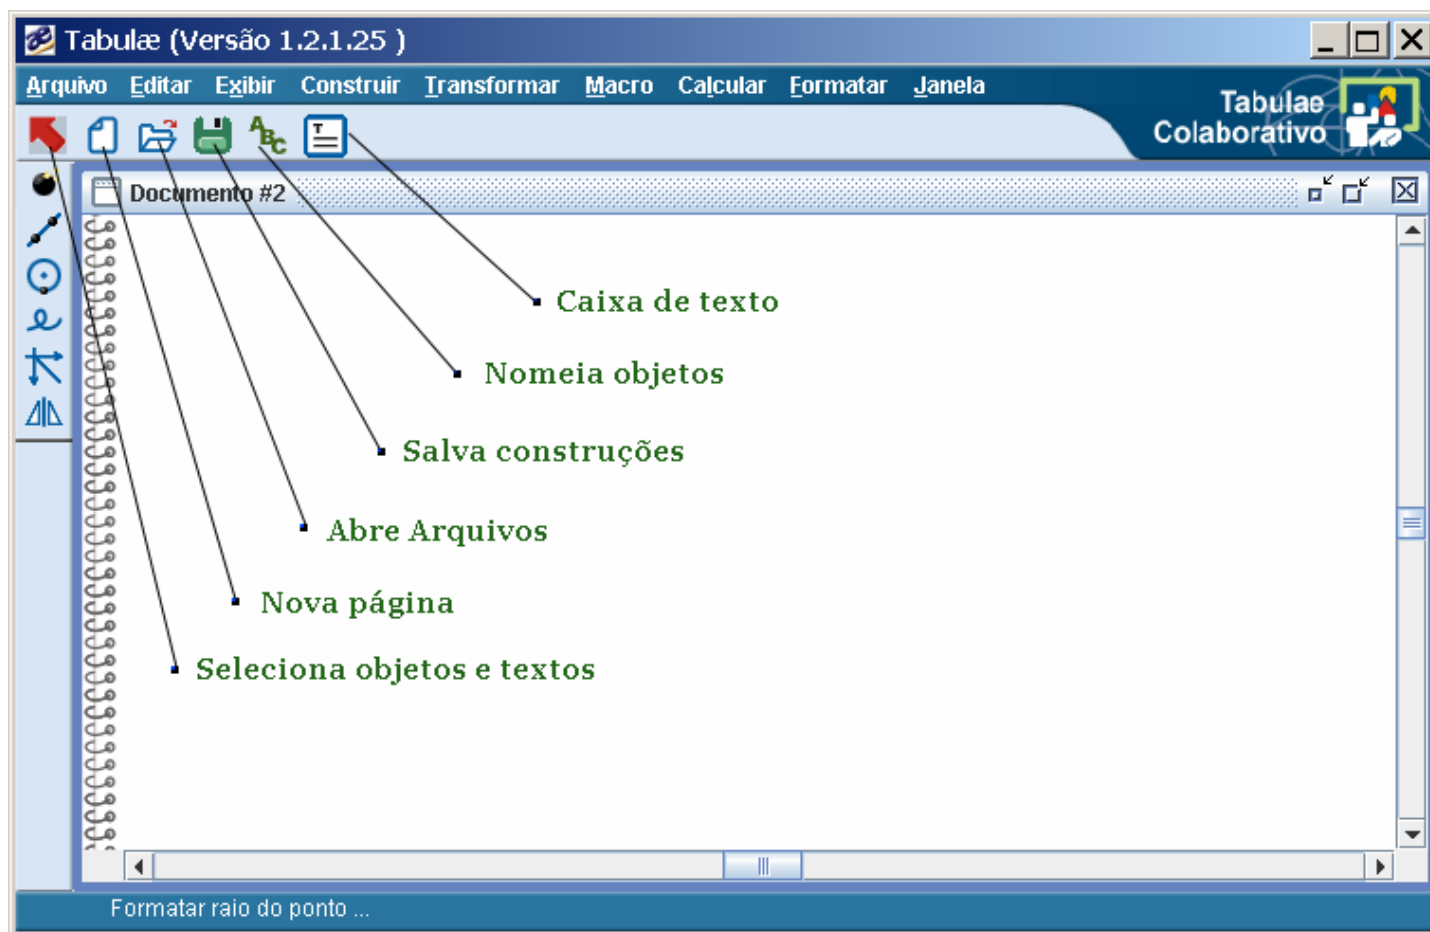 Tabulæ (Versão 1.2.1.25 )
Arquivo Editar Exibir Construir Transformar Macro Calcular Formatar Janela
Tabulae
Colaborativo
ABC
T
Documento #2
Caixa de texto
Nomeia objetos
Salva construções
Abre Arquivos
Nova página
Seleciona objetos e textos
Formatar raio do ponto ...